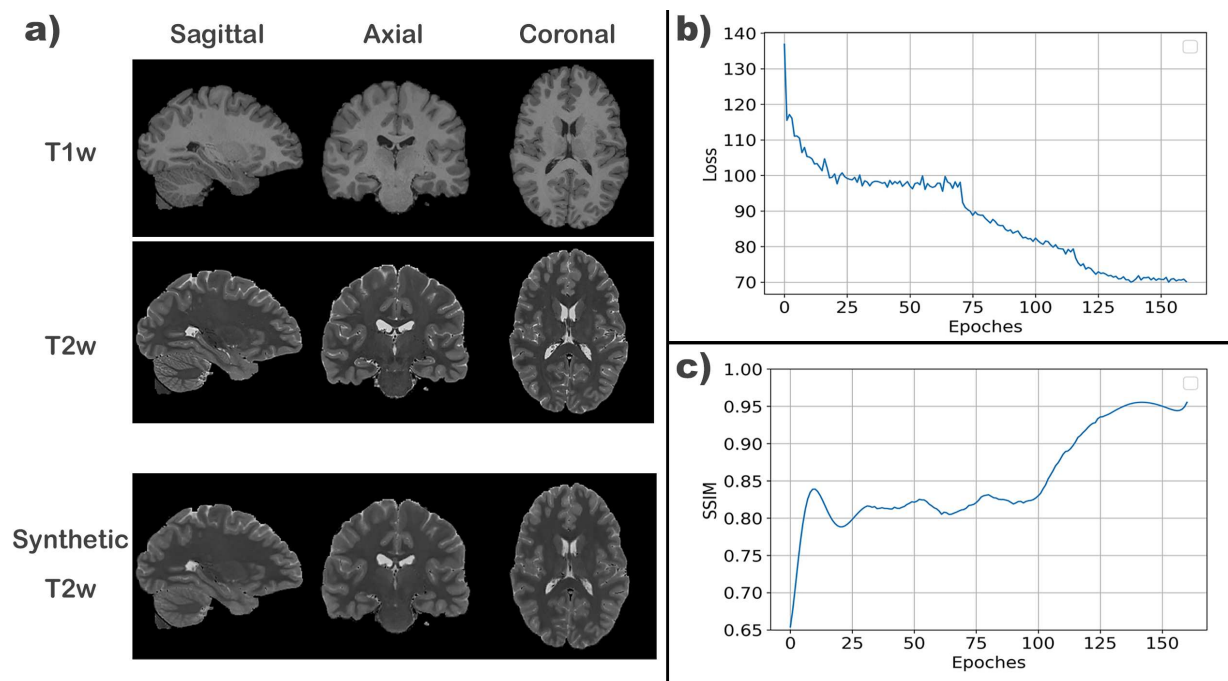 a)
Sagittal Axial Coronal
T1w
T2w
Synthetic
T2w
b)
140
130
120
110
100
90
80
70
Loss
0 25 50 75 100 125 150
Epoches
c)
1.00
0.95
0.90
0.85
0.80
0.75
0.70
0.65
SSIM
0 25 50 75 100 125 150
Epoches